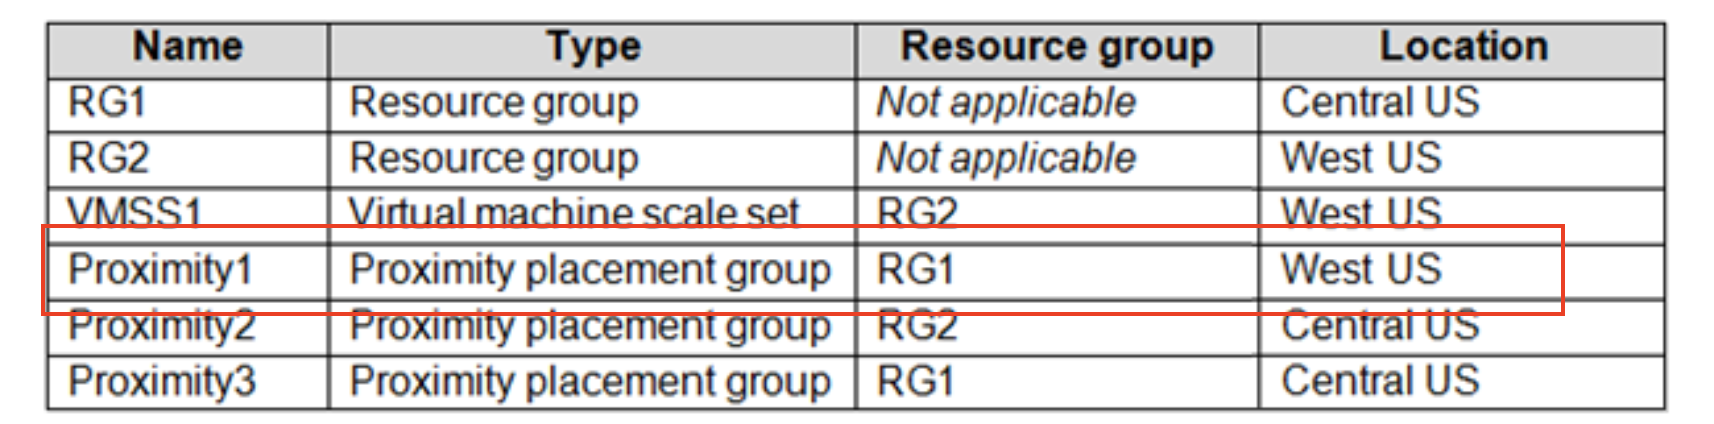 Name Type Resource group Location
RG1 Resource group Not applicable Central US
RG2 Resource group Not applicable West US
VMSS1 Virtual machine scale set RG2 West US
Proximity1 Proximity placement group RG1 West US
Proximity2 Proximity placement group RG2 Central US
Proximity3 Proximity placement group RG1 Central US